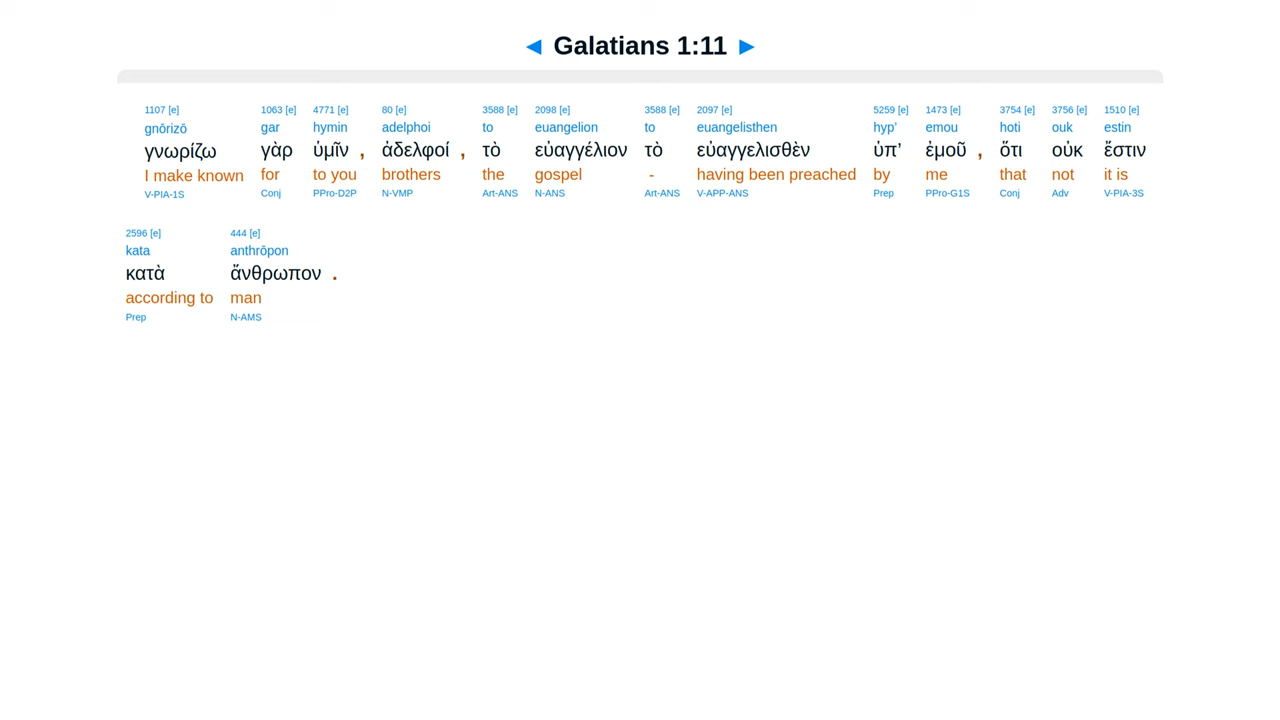 ◄ Galatians 1:11 ►
1107 [e] 1063 [e] 4771 [e] 80 [e] 3588 [e] 2098 [e] 3588 [e] 2097 [e] 5259 [e] 1473 [e] 3754 [e] 3756 [e] 1510 [e]
gnōrizō gar hymin adelphoi to euangelion to euangelisthen hyp’ emou hoti ouk estin
γνωρίζω γὰρ ὑμῖν , ἀδελφοί , τὸ εὐαγγέλιον τὸ εὐαγγελισθὲν ὑπ’ ἐμοῦ , ὅτι οὐκ ἔστιν
I make known for to you brothers the gospel - having been preached by me that not it is
V-PIA-1S Conj PPro-D2P N-VMP Art-ANS N-ANS Art-ANS V-APP-ANS Prep PPro-G1S Conj Adv V-PIA-3S
2596 [e] 444 [e]
kata anthrōpon
κατὰ ἄνθρωπον .
according to man
Prep N-AMS